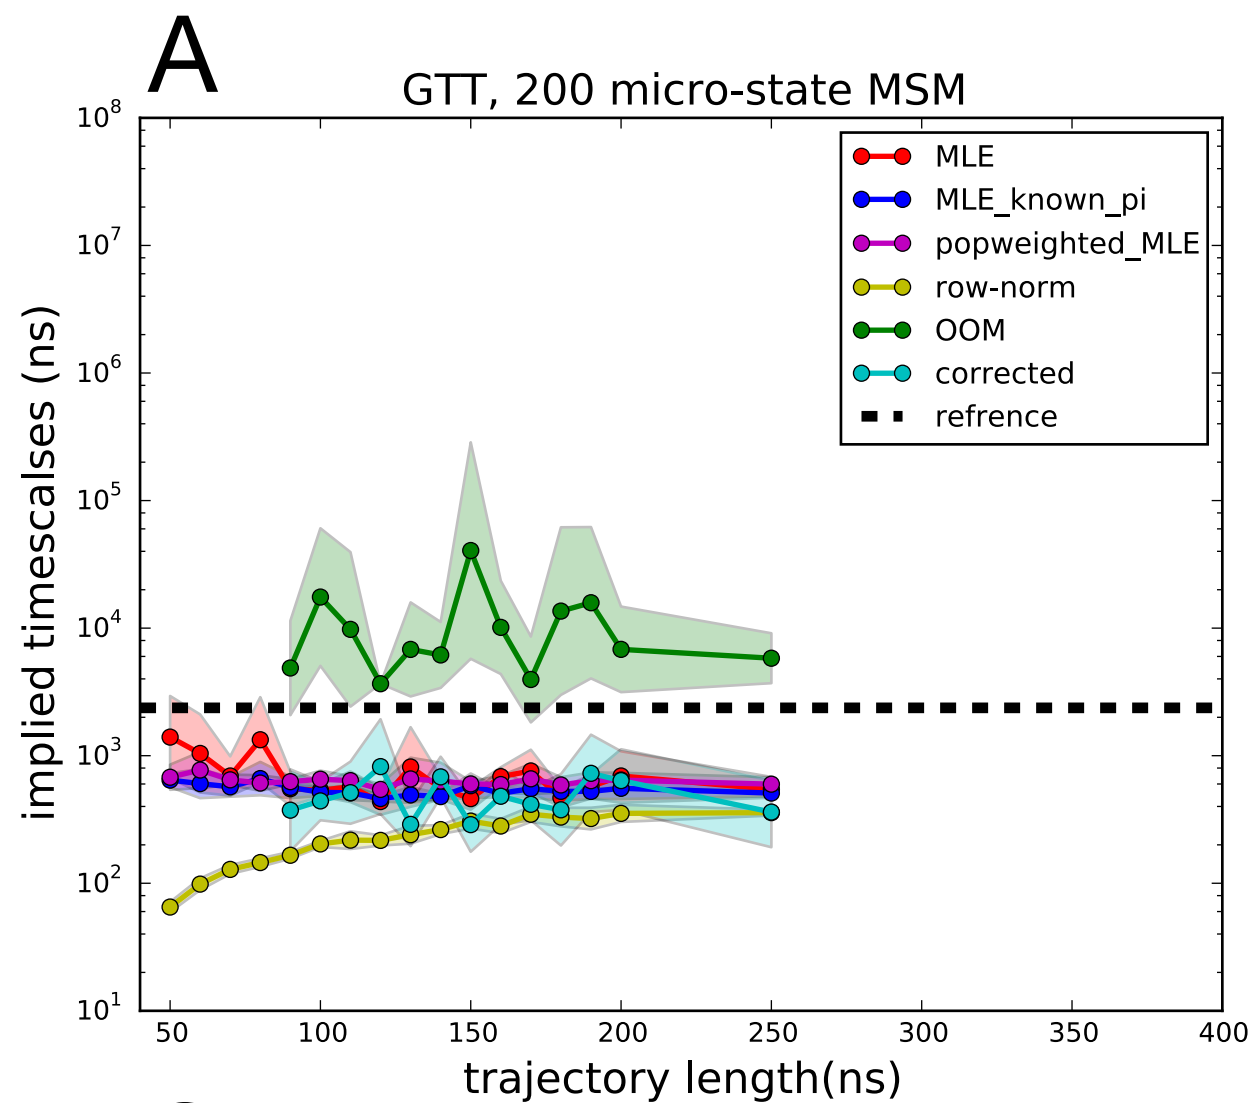 A
GTT, 200 micro-state MSM
10^8
10^7
10^6
10^5
10^4
10^3
10^2
10^1
implied timescalses (ns)
MLE
MLE_known_pi
popweighted_MLE
row-norm
OOM
corrected
refrence
50 100 150 200 250 300 350 400
trajectory length(ns)